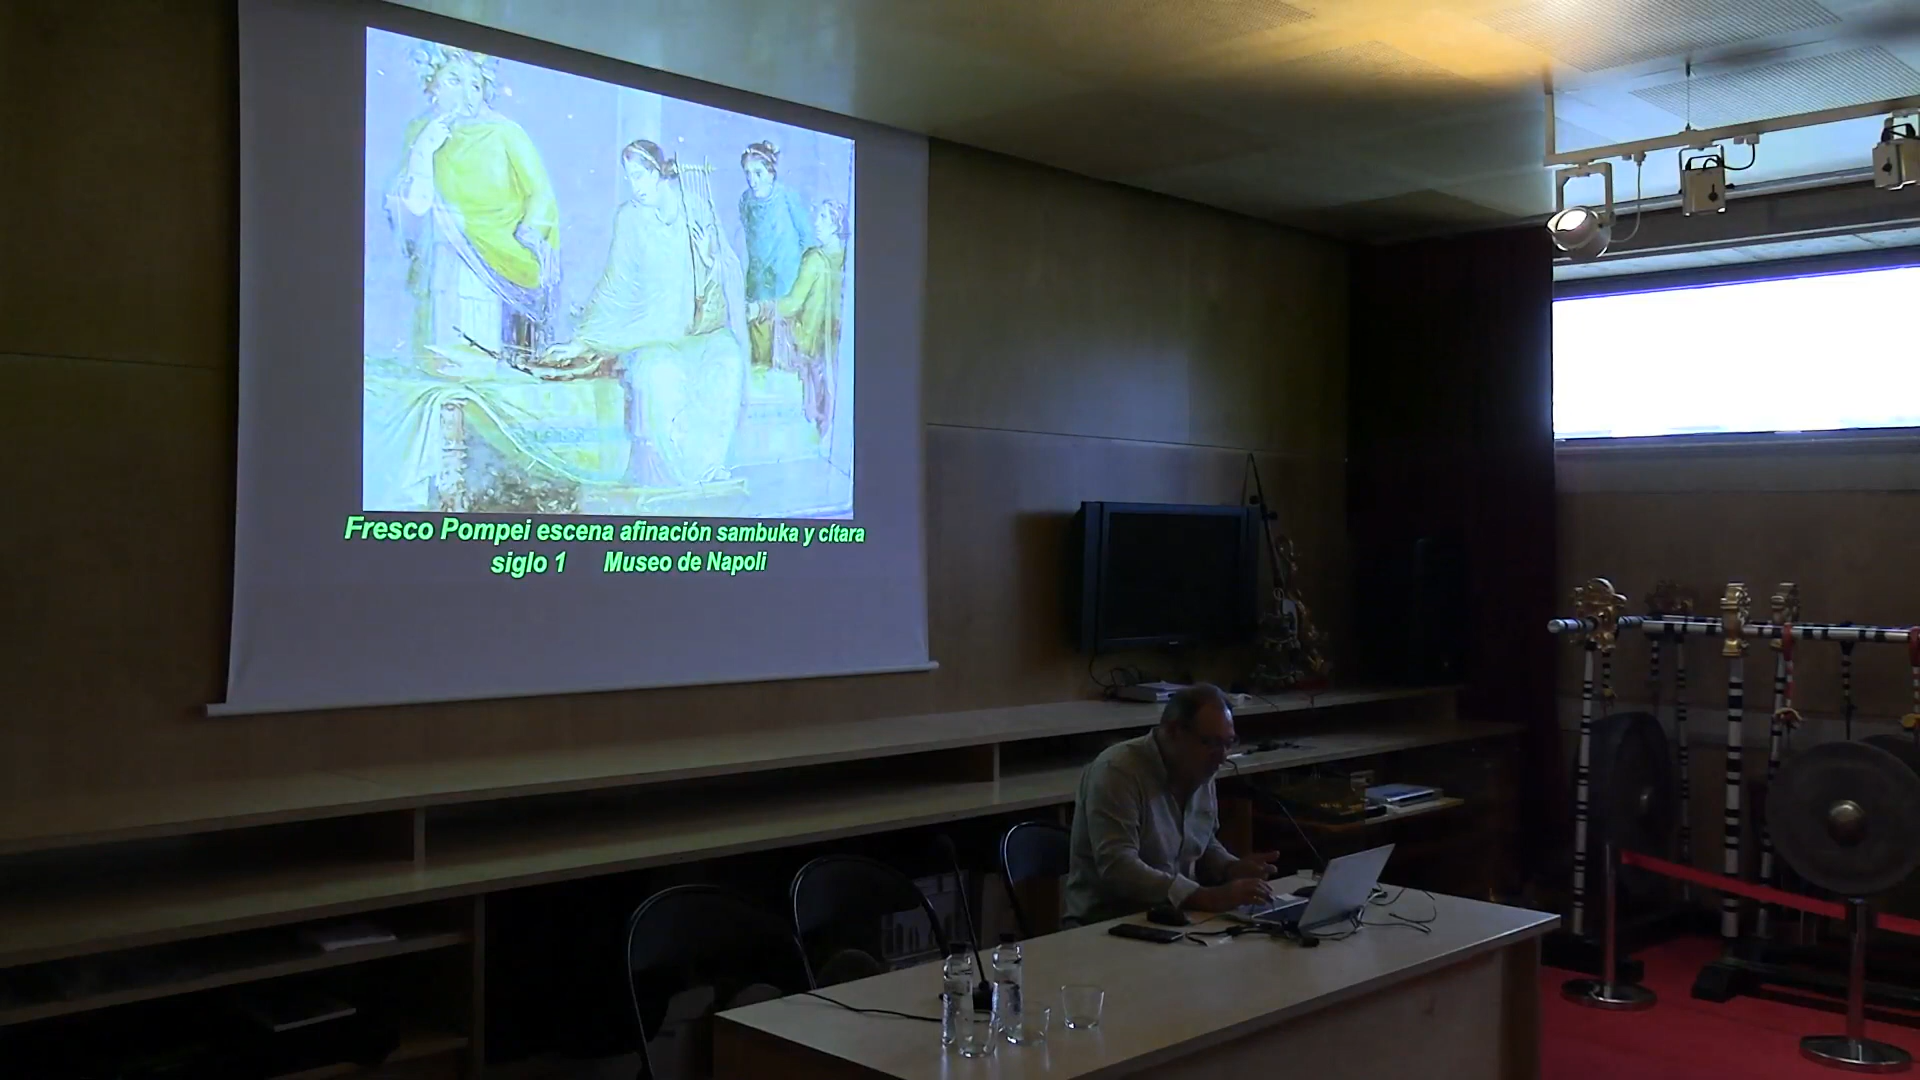 Fresco Pompei escena afinación sambuka y cítara
siglo 1 Museo de Napoli